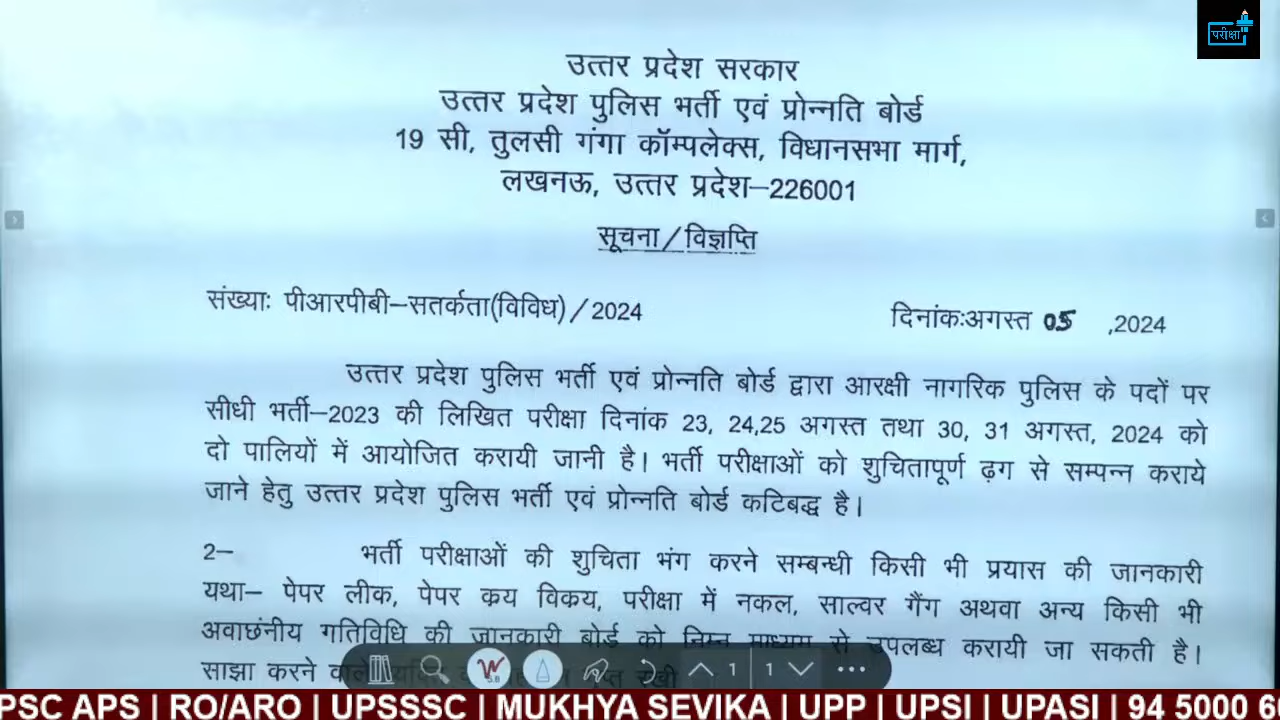 परीक्षा
उत्तर प्रदेश सरकार
उत्तर प्रदेश पुलिस भर्ती एवं प्रोन्नति बोर्ड
19 सी, तुलसी गंगा कॉम्पलेक्स, विधानसभा मार्ग,
लखनऊ, उत्तर प्रदेश–226001
सूचना/विज्ञप्ति
संख्याः पीआरपीबी–सतर्कता(विविध)/2024 दिनांकःअगस्त 05 ,2024
उत्तर प्रदेश पुलिस भर्ती एवं प्रोन्नति बोर्ड द्वारा आरक्षी नागरिक पुलिस के पदों पर
सीधी भर्ती–2023 की लिखित परीक्षा दिनांक 23, 24,25 अगस्त तथा 30, 31 अगस्त, 2024 को
दो पालियों में आयोजित करायी जानी है। भर्ती परीक्षाओं को शुचितापूर्ण ढ़ग से सम्पन्न कराये
जाने हेतु उत्तर प्रदेश पुलिस भर्ती एवं प्रोन्नति बोर्ड कटिबद्ध है।
2– भर्ती परीक्षाओं की शुचिता भंग करने सम्बन्धी किसी भी प्रयास की जानकारी
यथा– पेपर लीक, पेपर कय विकय, परीक्षा में नकल, साल्वर गैंग अथवा अन्य किसी भी
अवाछंनीय गतिविधि की जानकारी बोर्ड को निम्न माध्यम से उपलब्ध करायी जा सकती है।
साझा करने वाले
1 1
PSC APS | RO/ARO | UPSSSC | MUKHYA SEVIKA | UPP | UPSI | UPASI | 94 5000 6